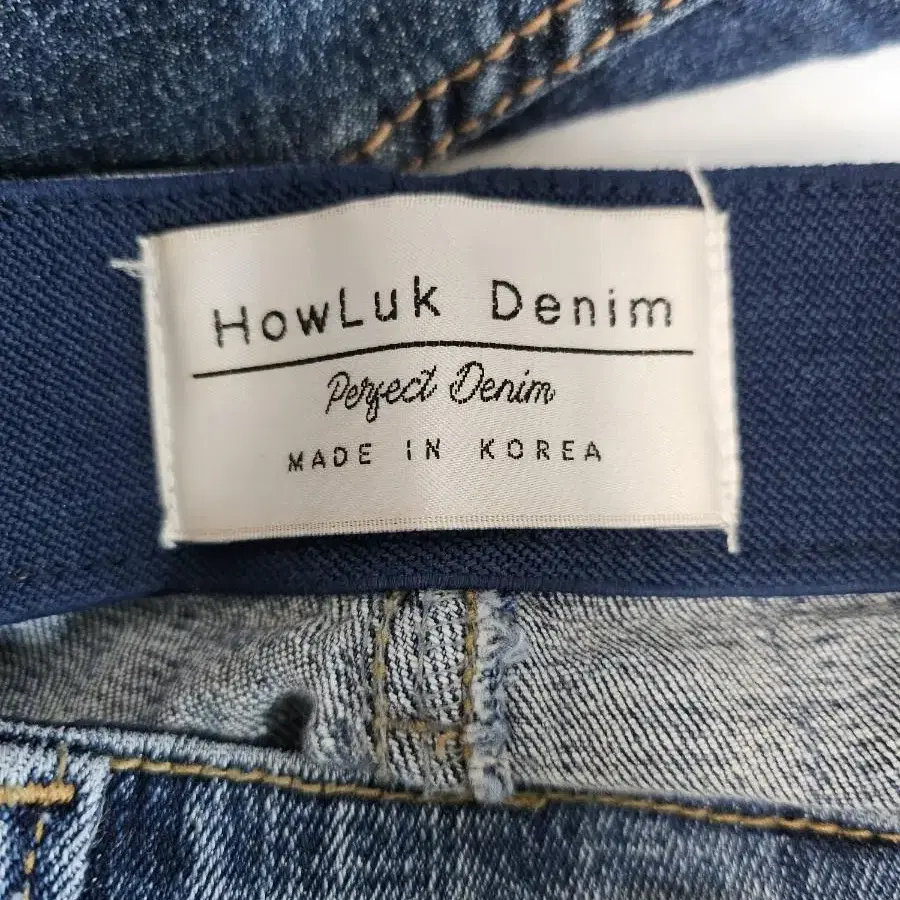 HowLuk Denim
Perfect Denim
MADE IN KOREA